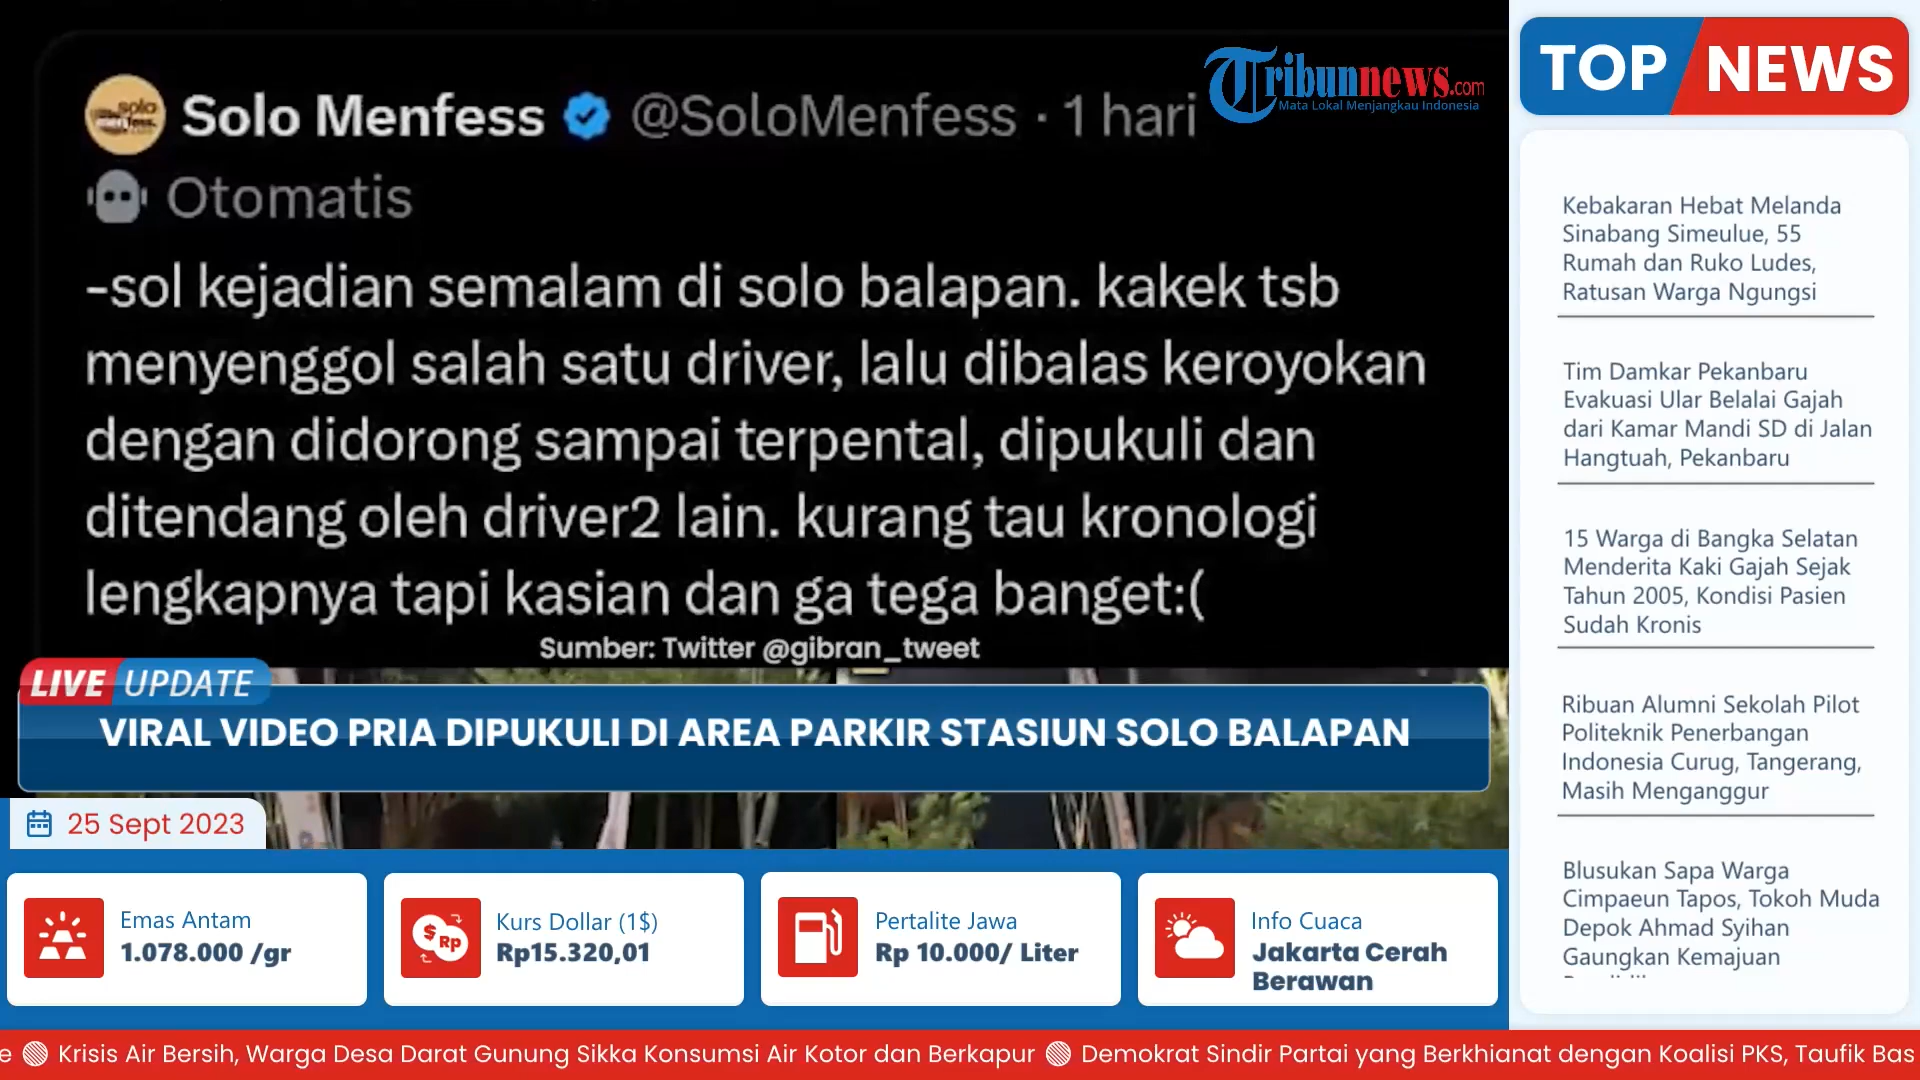 Solo Menfess @SoloMenfess · 1 hari
Otomatis
-sol kejadian semalam di solo balapan. kakek tsb
menyenggol salah satu driver, lalu dibalas keroyokan
dengan didorong sampai terpental, dipukuli dan
ditendang oleh driver2 lain. kurang tau kronologi
lengkapnya tapi kasian dan ga tega banget:(
Sumber: Twitter @gibran_tweet
Tribunnews.com
Mata Lokal Menjangkau Indonesia
LIVE UPDATE
VIRAL VIDEO PRIA DIPUKULI DI AREA PARKIR STASIUN SOLO BALAPAN
25 Sept 2023
Emas Antam
1.078.000 /gr
Kurs Dollar (1$)
Rp15.320,01
Pertalite Jawa
Rp 10.000/ Liter
Info Cuaca
Jakarta Cerah
Berawan
TOP NEWS
Kebakaran Hebat Melanda
Sinabang Simeulue, 55
Rumah dan Ruko Ludes,
Ratusan Warga Ngungsi
Tim Damkar Pekanbaru
Evakuasi Ular Belalai Gajah
dari Kamar Mandi SD di Jalan
Hangtuah, Pekanbaru
15 Warga di Bangka Selatan
Menderita Kaki Gajah Sejak
Tahun 2005, Kondisi Pasien
Sudah Kronis
Ribuan Alumni Sekolah Pilot
Politeknik Penerbangan
Indonesia Curug, Tangerang,
Masih Menganggur
Blusukan Sapa Warga
Cimpaeun Tapos, Tokoh Muda
Depok Ahmad Syihan
Gaungkan Kemajuan
e Krisis Air Bersih, Warga Desa Darat Gunung Sikka Konsumsi Air Kotor dan Berkapur Demokrat Sindir Partai yang Berkhianat dengan Koalisi PKS, Taufik Bas